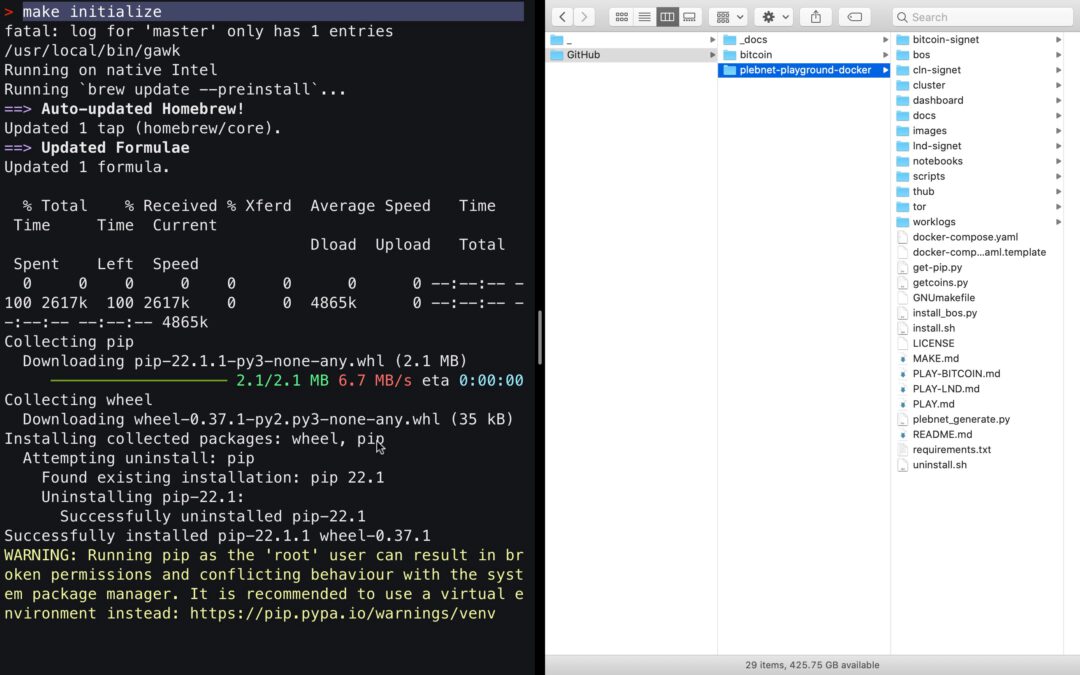 > make initialize
fatal: log for 'master' only has 1 entries
/usr/local/bin/gawk
Running on native Intel
Running `brew update --preinstall`...
==> Auto-updated Homebrew!
Updated 1 tap (homebrew/core).
==> Updated Formulae
Updated 1 formula.
% Total    % Received % Xferd  Average Speed   Time
Time     Time  Current
Dload  Upload   Total
Spent    Left  Speed
0     0    0     0    0     0      0      0 --:--:-- -
100 2617k  100 2617k    0     0  4865k      0 --:--:-- -
-:--:-- --:--:-- 4865k
Collecting pip
Downloading pip-22.1.1-py3-none-any.whl (2.1 MB)
2.1/2.1 MB 6.7 MB/s eta 0:00:00
Collecting wheel
Downloading wheel-0.37.1-py2.py3-none-any.whl (35 kB)
Installing collected packages: wheel, pip
Attempting uninstall: pip
Found existing installation: pip 22.1
Uninstalling pip-22.1:
Successfully uninstalled pip-22.1
Successfully installed pip-22.1.1 wheel-0.37.1
WARNING: Running pip as the 'root' user can result in br
oken permissions and conflicting behaviour with the syst
em package manager. It is recommended to use a virtual e
nvironment instead: https://pip.pypa.io/warnings/venv
Search
_
GitHub
_docs
bitcoin
plebnet-playground-docker
bitcoin-signet
bos
cln-signet
cluster
dashboard
docs
images
lnd-signet
notebooks
scripts
thub
tor
worklogs
docker-compose.yaml
docker-comp...aml.template
get-pip.py
getcoins.py
GNUmakefile
install_bos.py
install.sh
LICENSE
MAKE.md
PLAY-BITCOIN.md
PLAY-LND.md
PLAY.md
plebnet_generate.py
README.md
requirements.txt
uninstall.sh
29 items, 425.75 GB available